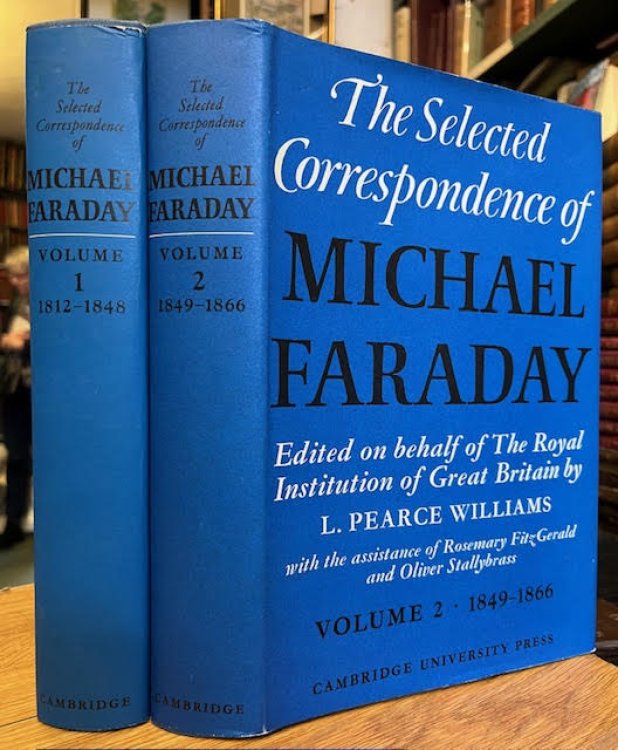 The
Selected
Correspondence
of
MICHAEL
FARADAY
VOLUME
1
1812-1848
CAMBRIDGE
The
Selected
Correspondence
of
MICHAEL
FARADAY
VOLUME
2
1849-1866
CAMBRIDGE
The Selected
Correspondence of
MICHAEL
FARADAY
Edited on behalf of The Royal
Institution of Great Britain by
L. PEARCE WILLIAMS
with the assistance of Rosemary FitzGerald
and Oliver Stallybrass
VOLUME 2 · 1849-1866
CAMBRIDGE UNIVERSITY PRESS